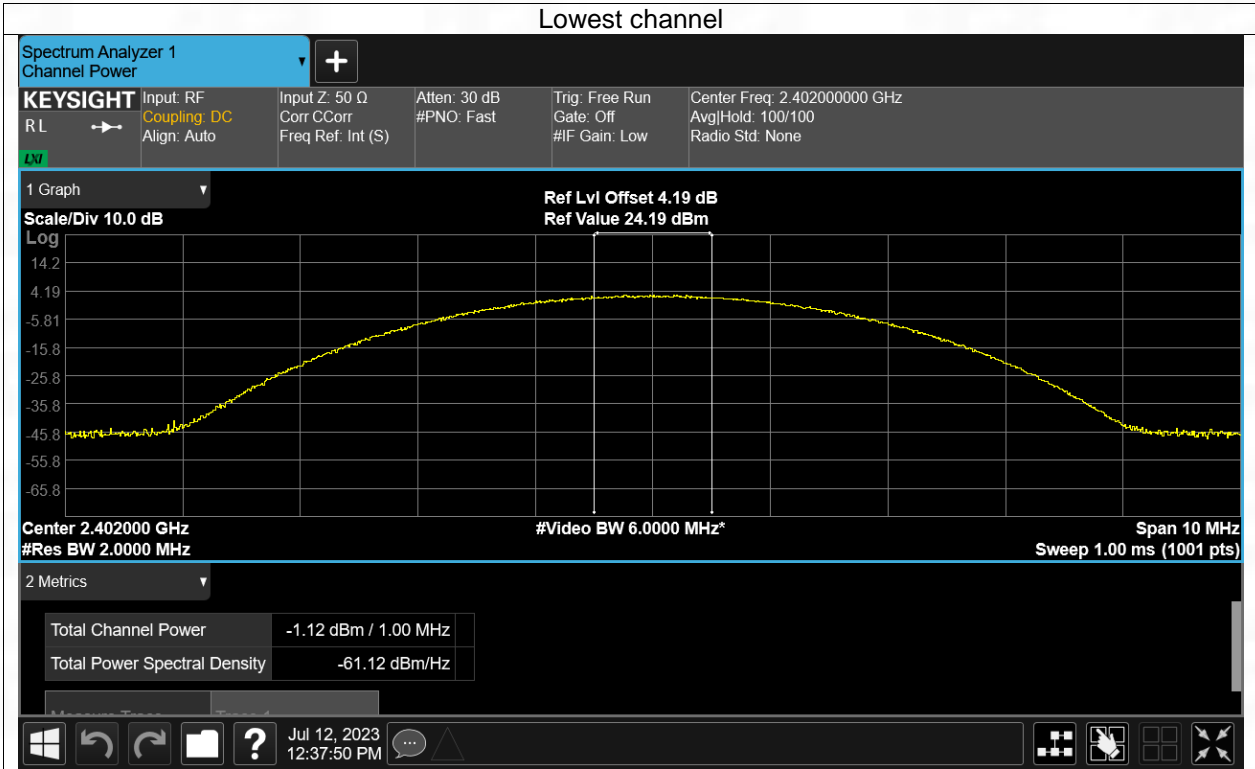 Lowest channel
Spectrum Analyzer 1
Channel Power
KEYSIGHT
R L
LXI
Input: RF
Coupling: DC
Align: Auto
Input Z: 50 Ω
Corr CCorr
Freq Ref: Int (S)
Atten: 30 dB
#PNO: Fast
Trig: Free Run
Gate: Off
#IF Gain: Low
Center Freq: 2.402000000 GHz
Avg|Hold: 100/100
Radio Std: None
1 Graph
Scale/Div 10.0 dB
Ref Lvl Offset 4.19 dB
Ref Value 24.19 dBm
Log
14.2
4.19
-5.81
-15.8
-25.8
-35.8
-45.8
-55.8
-65.8
Center 2.402000 GHz
#Res BW 2.0000 MHz
#Video BW 6.0000 MHz*
Span 10 MHz
Sweep 1.00 ms (1001 pts)
2 Metrics
Total Channel Power -1.12 dBm / 1.00 MHz
Total Power Spectral Density -61.12 dBm/Hz
?
Jul 12, 2023
12:37:50 PM